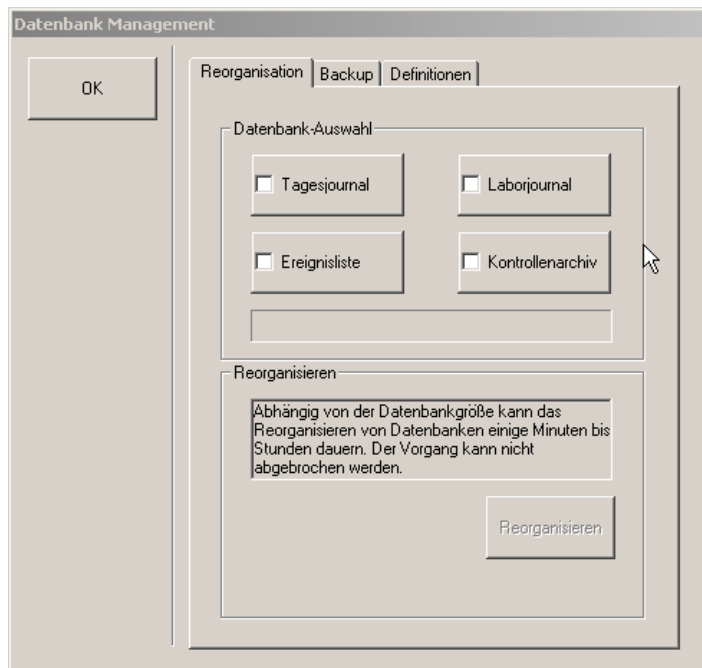 Datenbank Management
OK
Reorganisation
Backup
Definitionen
Datenbank-Auswahl
Tagesjournal
Laborjournal
Ereignisliste
Kontrollenarchiv
Reorganisieren
Abhängig von der Datenbankgröße kann das
Reorganisieren von Datenbanken einige Minuten bis
Stunden dauern. Der Vorgang kann nicht
abgebrochen werden.
Reorganisieren